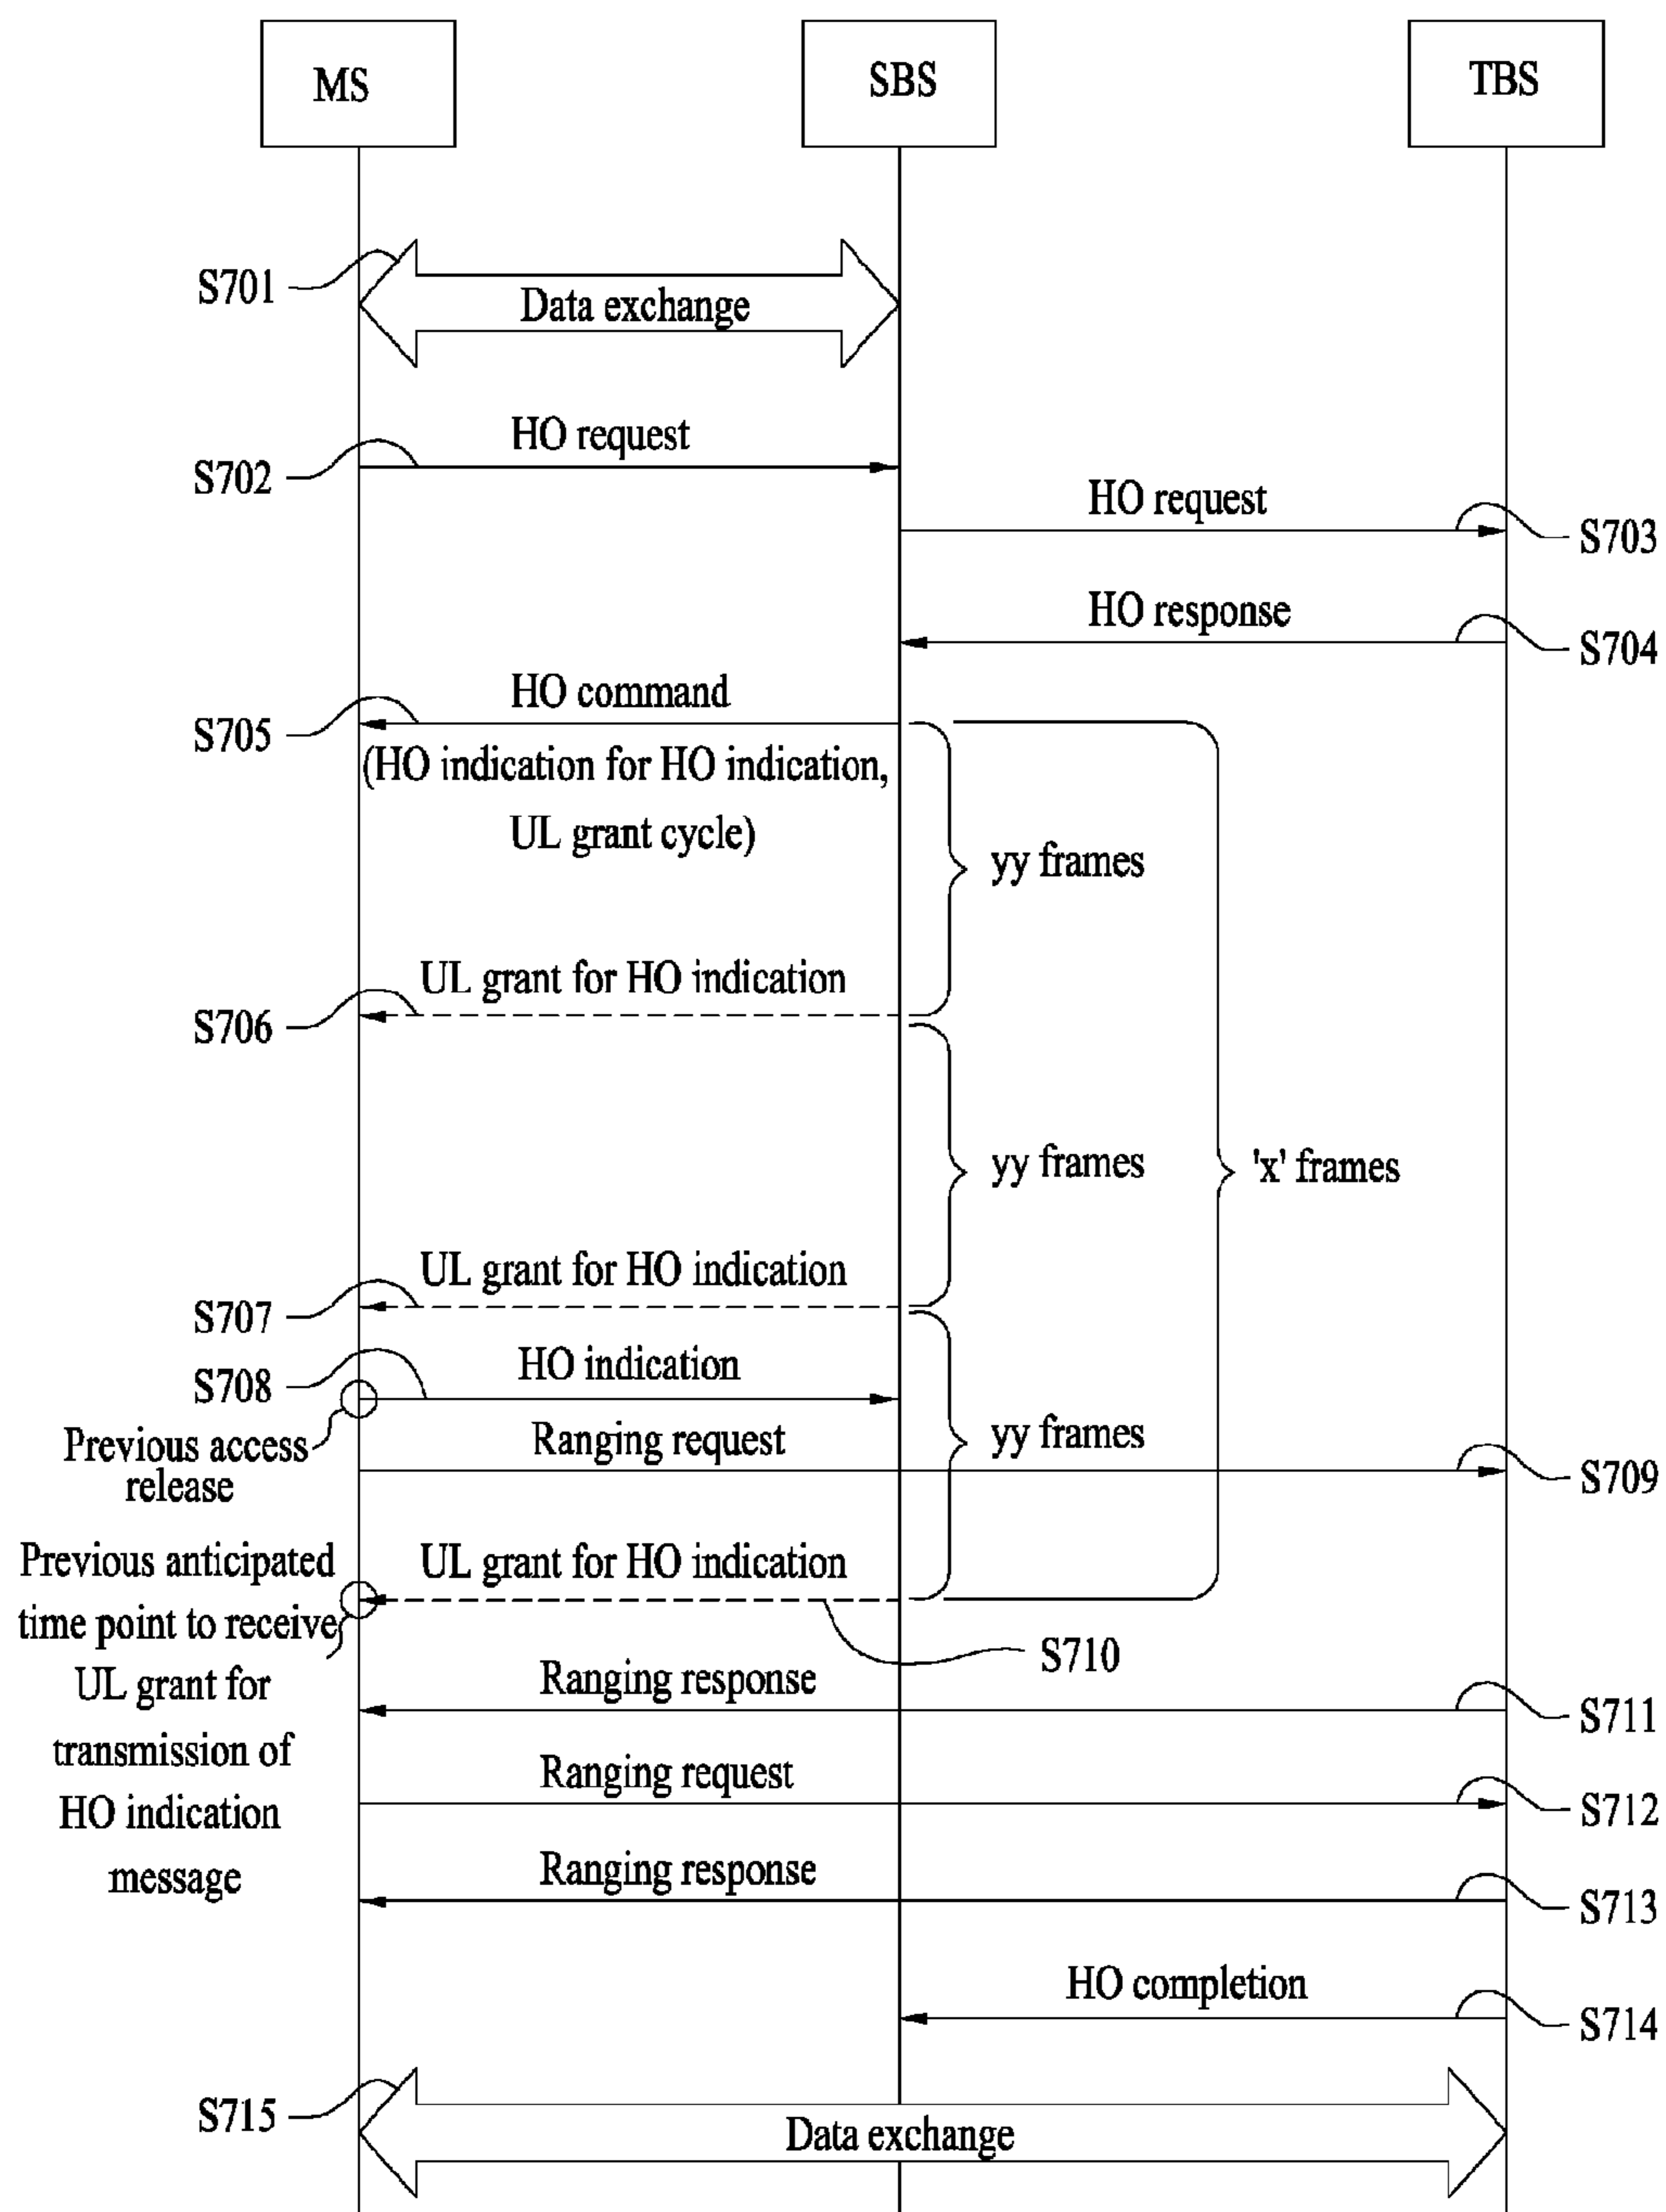 MS
SBS
TBS
S701
Data exchange
HO request
S702
HO request
S703
HO response
S704
HO command
S705
(HO indication for HO indication,
UL grant cycle)
yy frames
UL grant for HO indication
S706
yy frames
'x' frames
UL grant for HO indication
S707
HO indication
S708
Previous access
release
Ranging request
yy frames
S709
Previous anticipated
time point to receive
UL grant for
transmission of
HO indication
message
UL grant for HO indication
S710
Ranging response
S711
Ranging request
S712
Ranging response
S713
HO completion
S714
S715
Data exchange